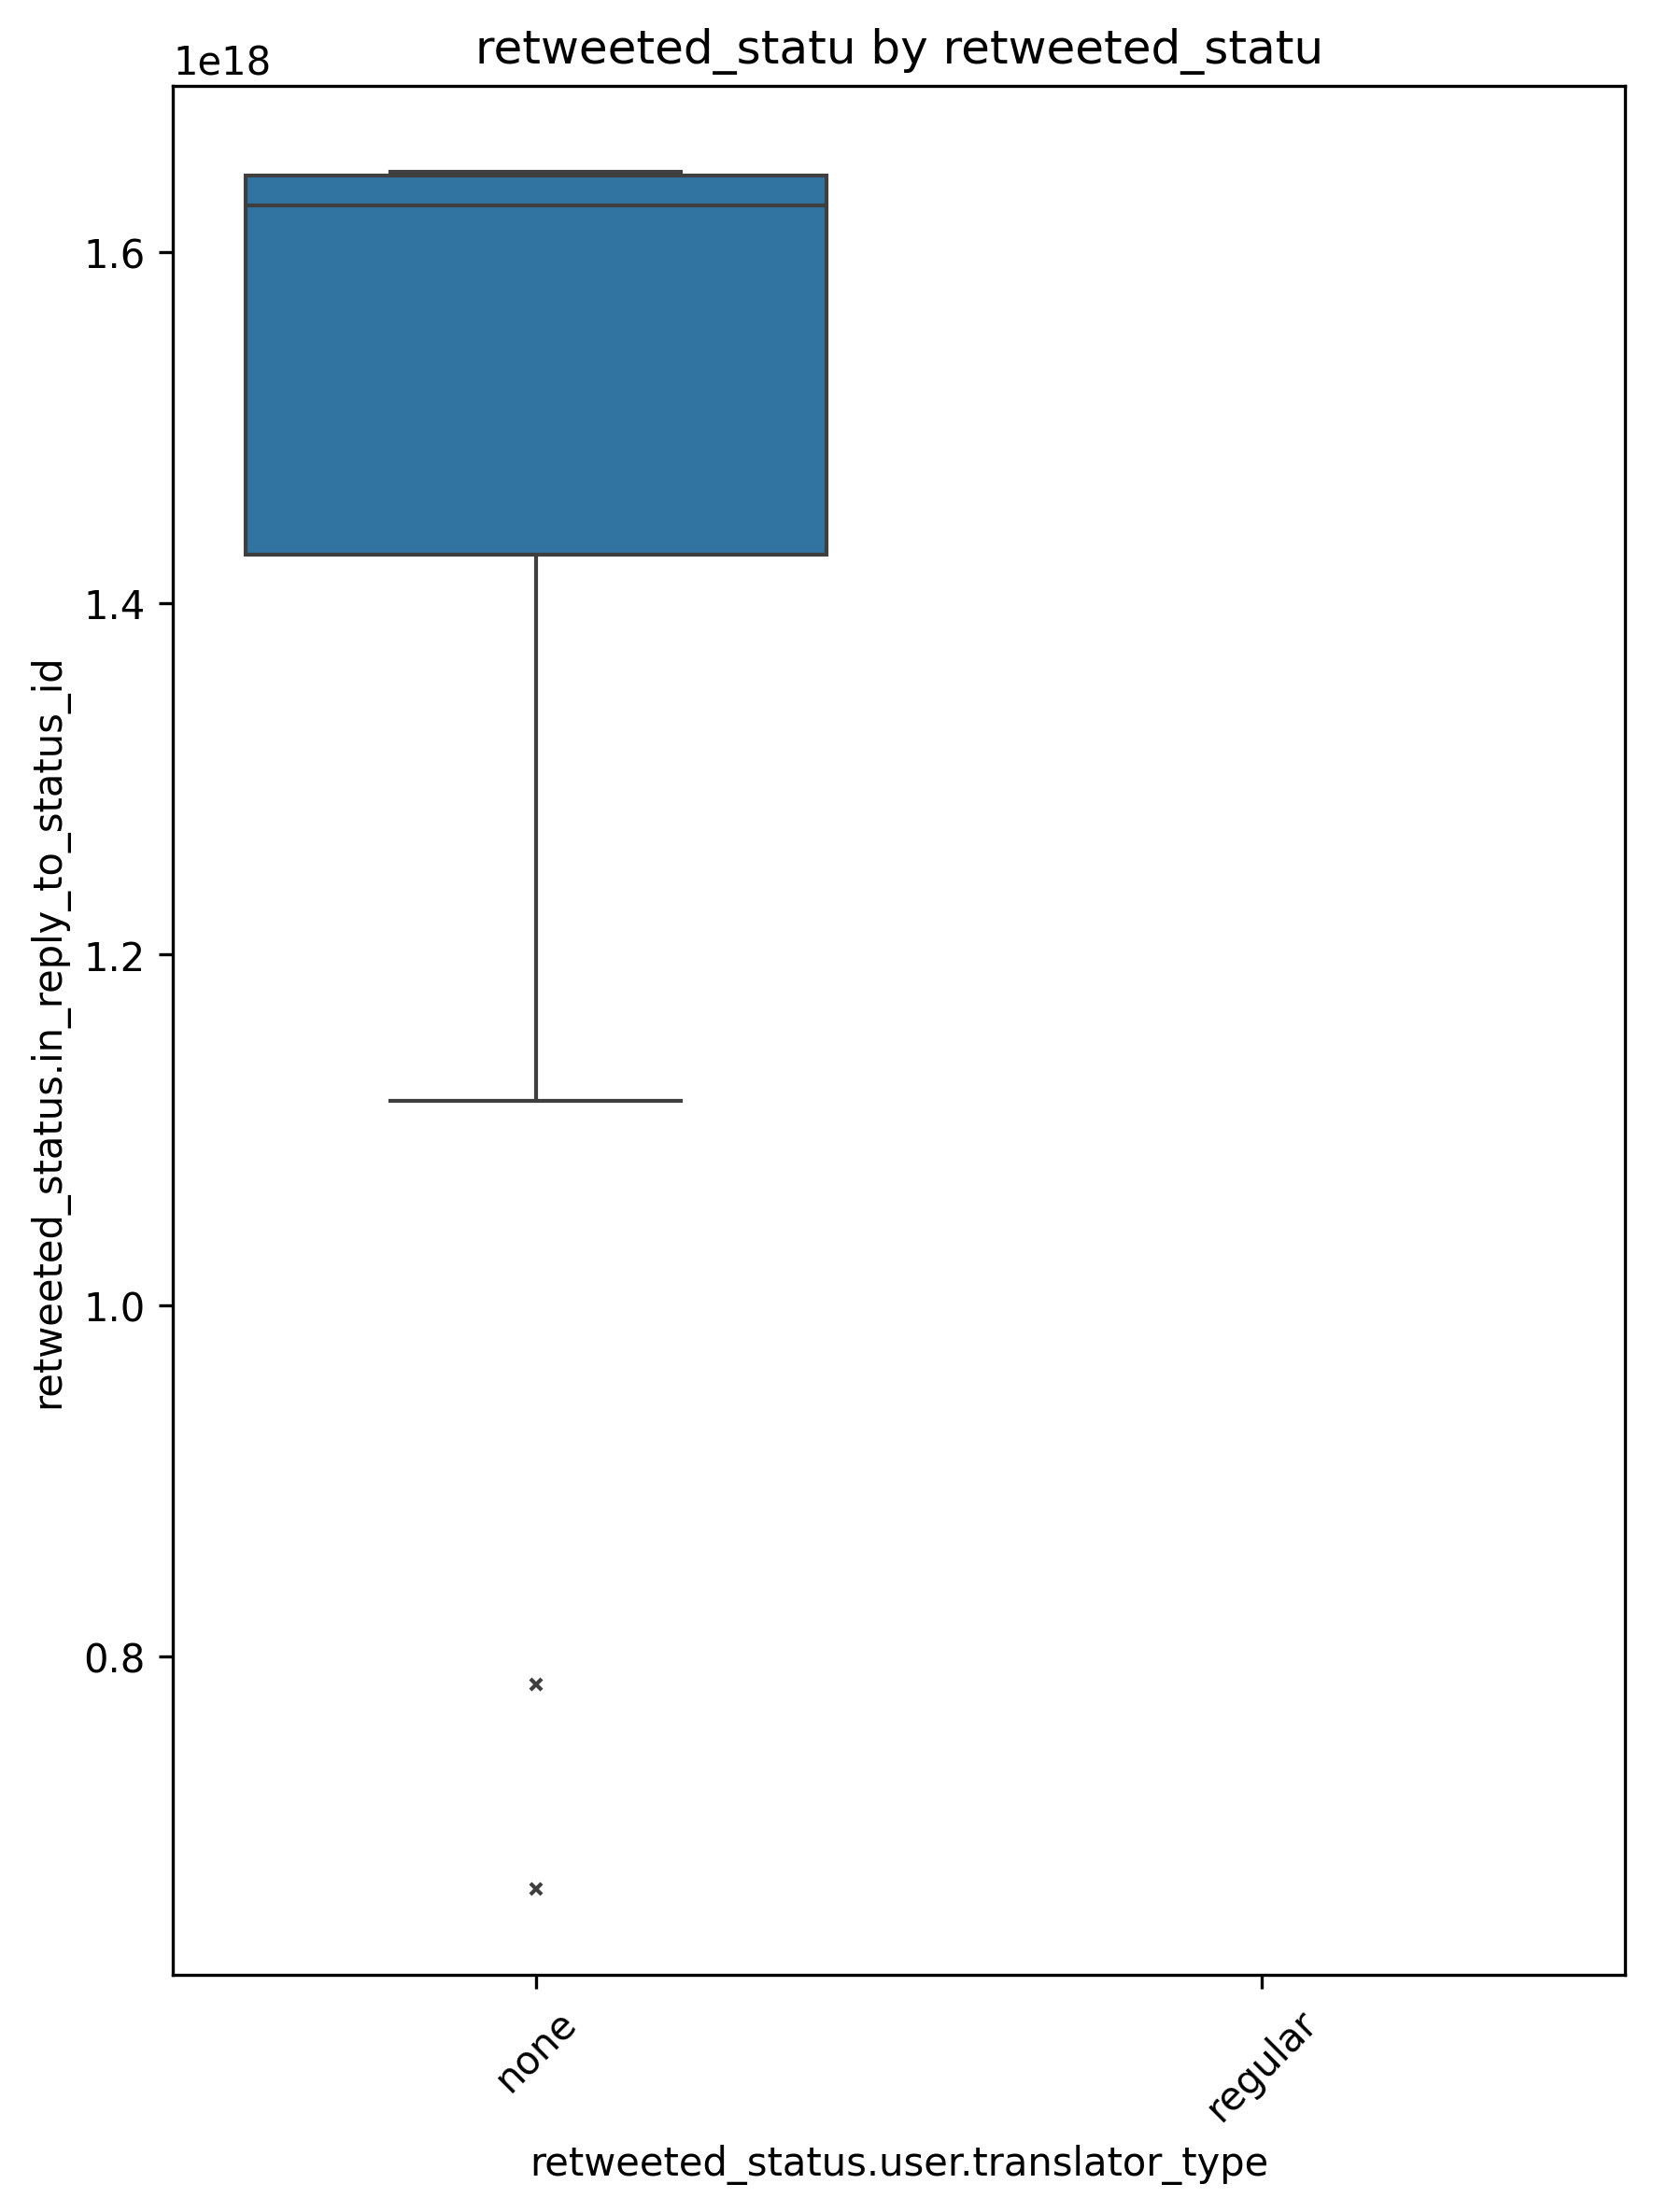 retweeted_statu by retweeted_statu
1e18
1.6
1.4
1.2
1.0
0.8
retweeted_status.in_reply_to_status_id
none
regular
retweeted_status.user.translator_type